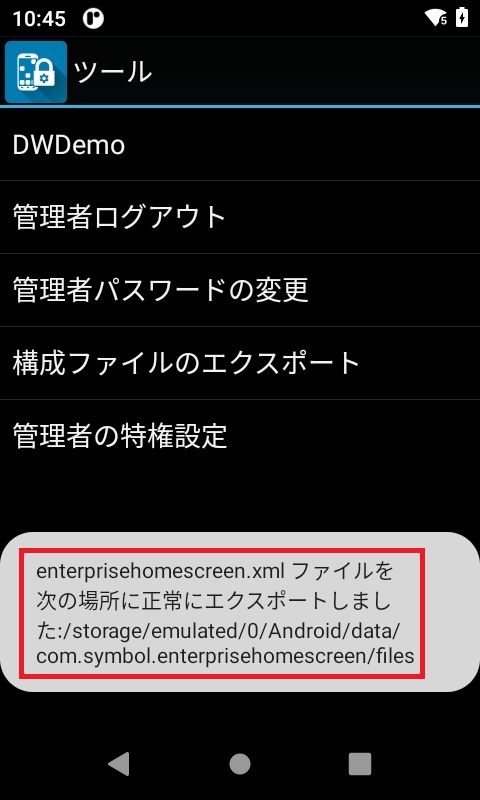 10:45
5
ツール
DWDemo
管理者ログアウト
管理者パスワードの変更
構成ファイルのエクスポート
管理者の特権設定
enterprisehomescreen.xml ファイルを
次の場所に正常にエクスポートしまし
た:/storage/emulated/0/Android/data/
com.symbol.enterprisehomescreen/files